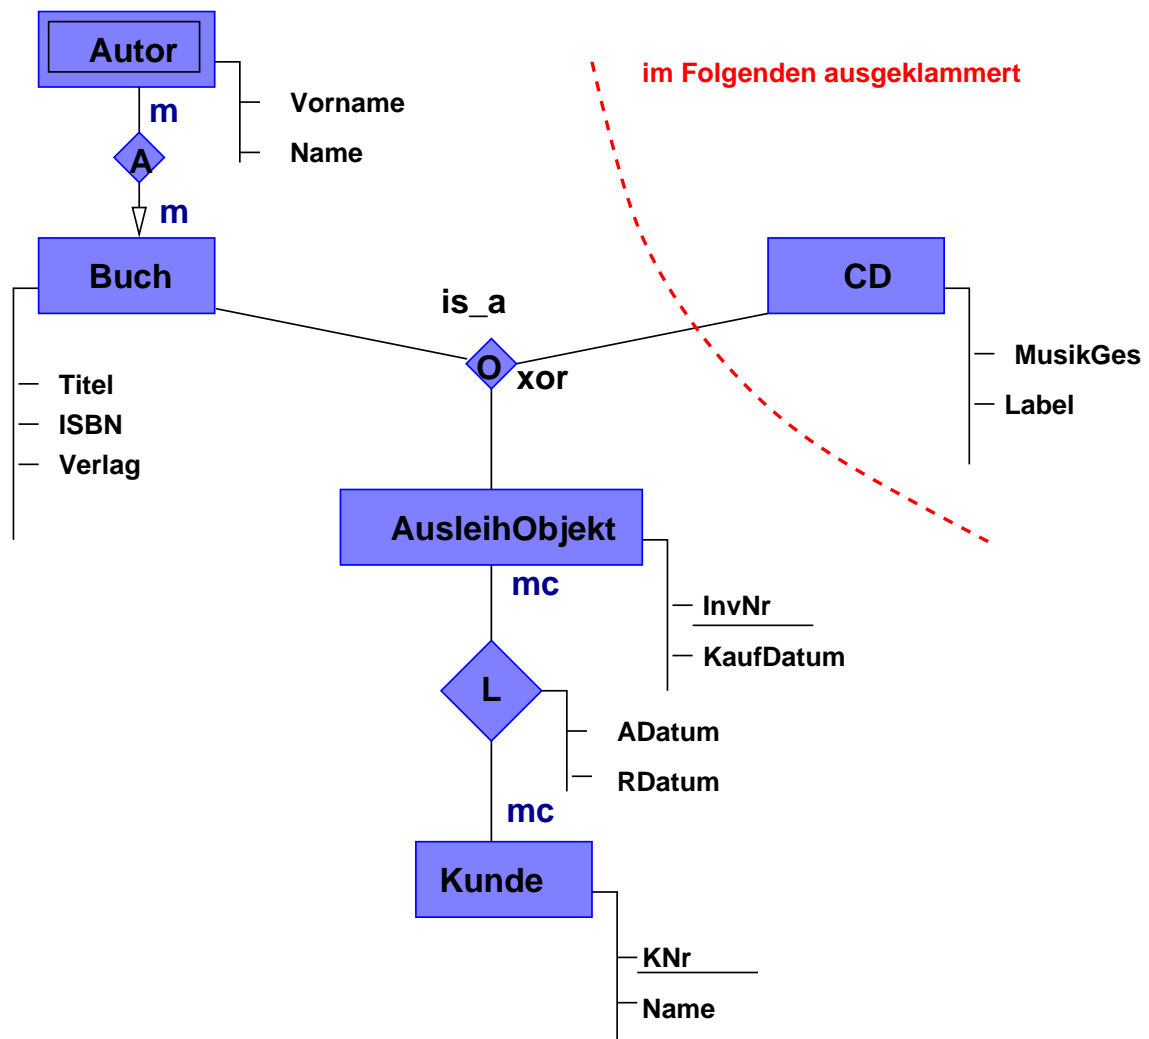 Autor
im Folgenden ausgeklammert
m
Vorname
A
Name
m
Buch
CD
is_a
O
xor
MusikGes
Titel
Label
ISBN
Verlag
AusleihObjekt
mc
InvNr
KaufDatum
L
ADatum
RDatum
mc
Kunde
KNr
Name